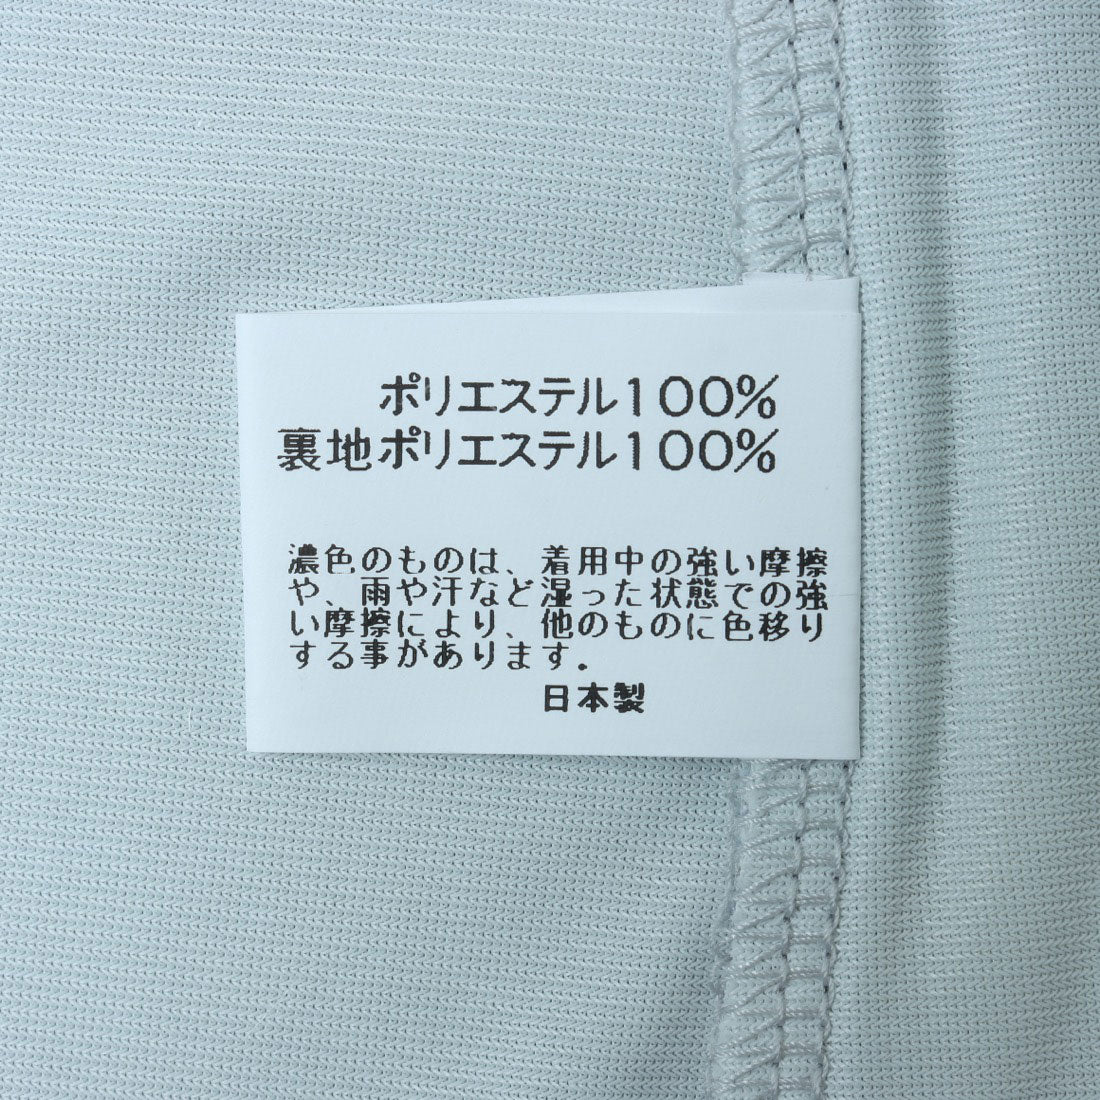 ポリエステル100%
裏地ポリエステル100%
濃色のものは、着用中の強い摩擦
や、雨や汗など湿った状態での強
い摩擦により、他のものに色移り
する事があります.
日本製